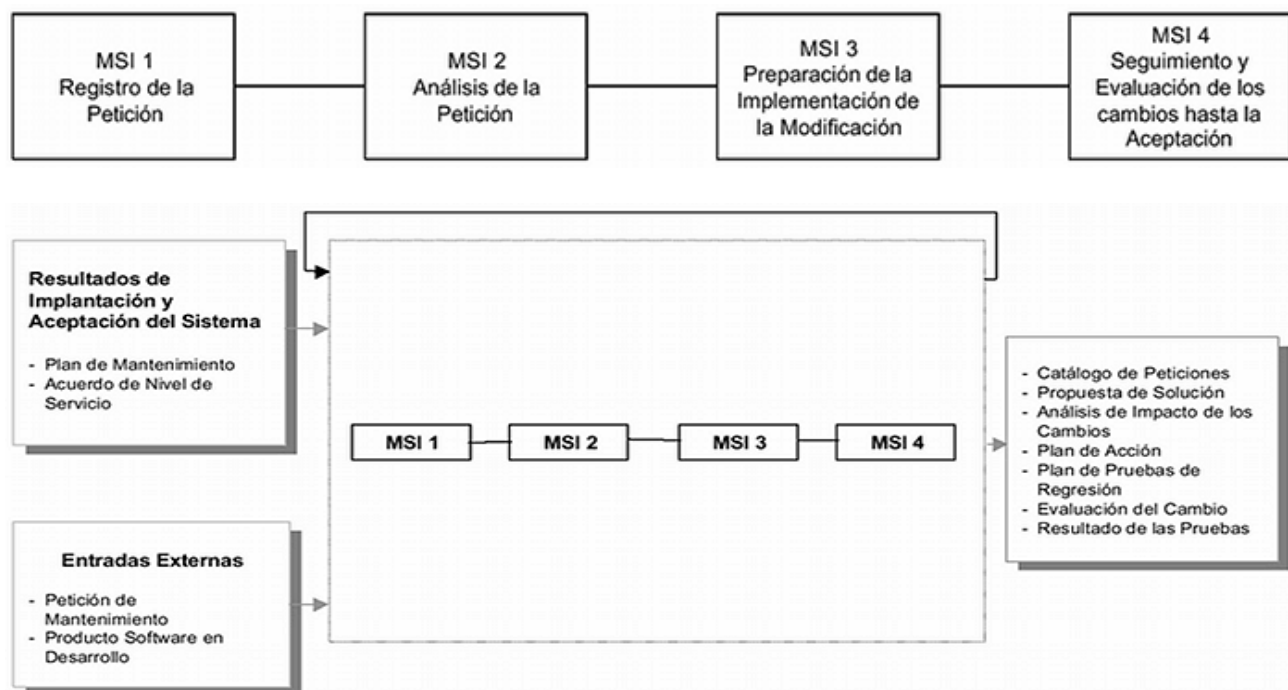 MSI 1
Registro de la
Petición
MSI 2
Análisis de la
Petición
MSI 3
Preparación de la
Implementación de
la Modificación
MSI 4
Seguimiento y
Evaluación de los
cambios hasta la
Aceptación
Resultados de
Implantación y
Aceptación del Sistema
- Plan de Mantenimiento
- Acuerdo de Nivel de
Servicio
MSI 1
MSI 2
MSI 3
MSI 4
- Catálogo de Peticiones
- Propuesta de Solución
- Análisis de Impacto de los
Cambios
- Plan de Acción
- Plan de Pruebas de
Regresión
- Evaluación del Cambio
- Resultado de las Pruebas
Entradas Externas
- Petición de
Mantenimiento
- Producto Software en
Desarrollo